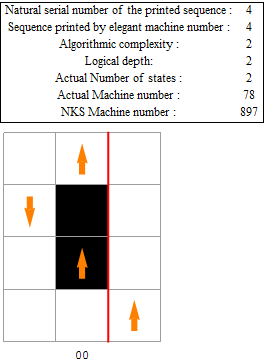 Natural serial number of the printed sequence : 4
Sequence printed by elegant machine number : 4
Algorithmic complexity : 2
Logical depth: 2
Actual Number of states : 2
Actual Machine number : 78
NKS Machine number : 897
00